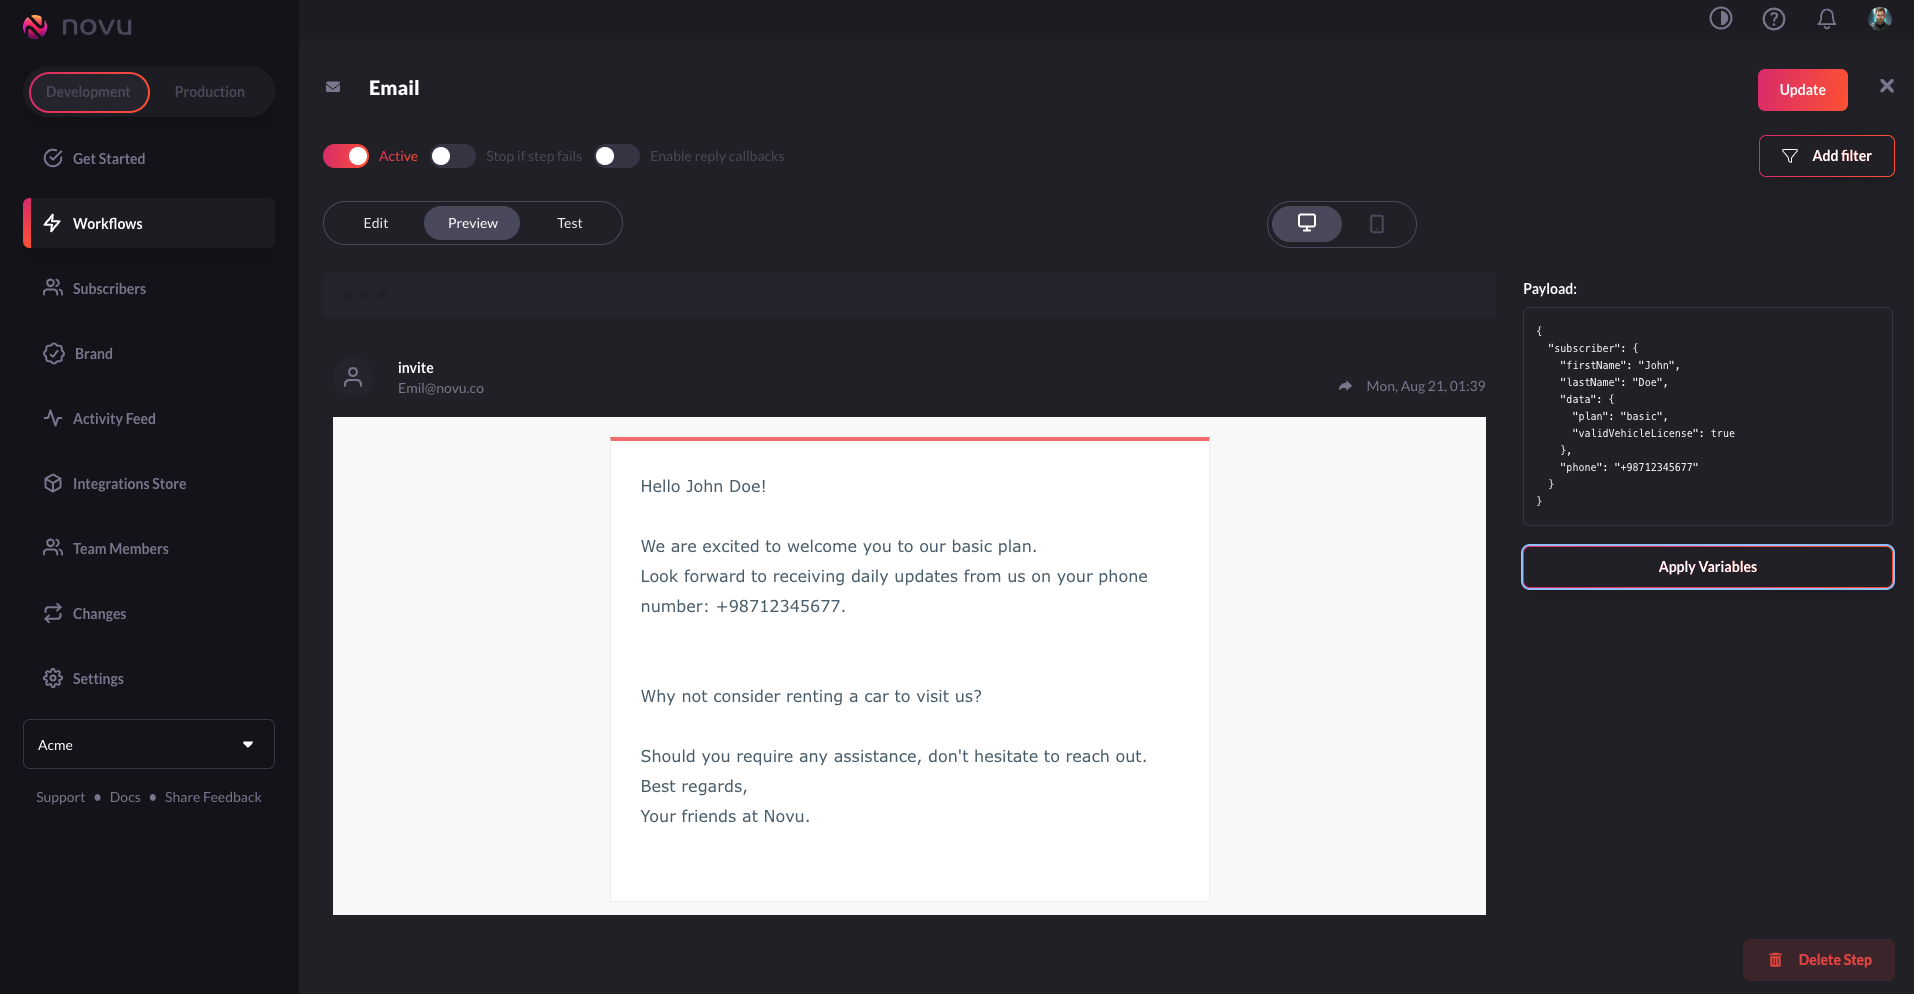 novu
Development
Production
Get Started
Workflows
Subscribers
Brand
Activity Feed
Integrations Store
Team Members
Changes
Settings
Acme
Support • Docs • Share Feedback
Email
Update
Active
Stop if step fails
Enable reply callbacks
Add filter
Edit
Preview
Test
invite
Emil@novu.co
Mon, Aug 21, 01:39
Hello John Doe!
We are excited to welcome you to our basic plan.
Look forward to receiving daily updates from us on your phone
number: +98712345677.
Why not consider renting a car to visit us?
Should you require any assistance, don't hesitate to reach out.
Best regards,
Your friends at Novu.
Payload:
{
  "subscriber": {
    "firstName": "John",
    "lastName": "Doe",
    "data": {
      "plan": "basic",
      "validVehicleLicense": true
    },
    "phone": "+98712345677"
  }
}
Apply Variables
Delete Step